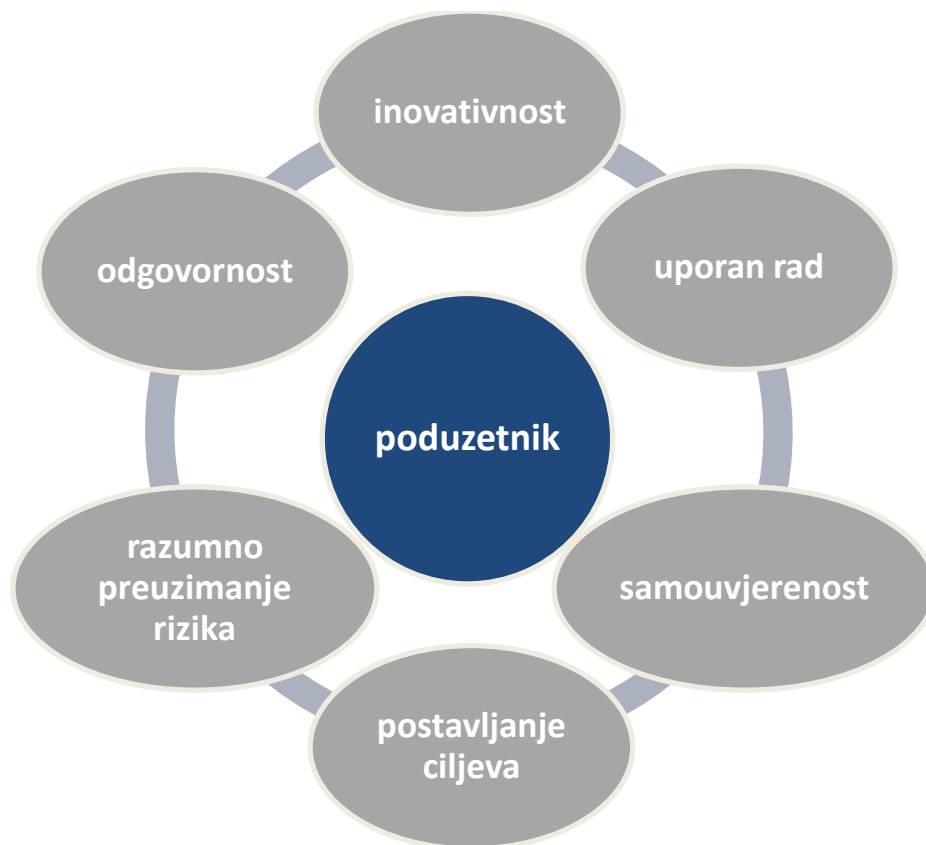 inovativnost
uporan rad
odgovornost
poduzetnik
razumno
preuzimanje
rizika
samouvjerenost
postavljanje
ciljeva